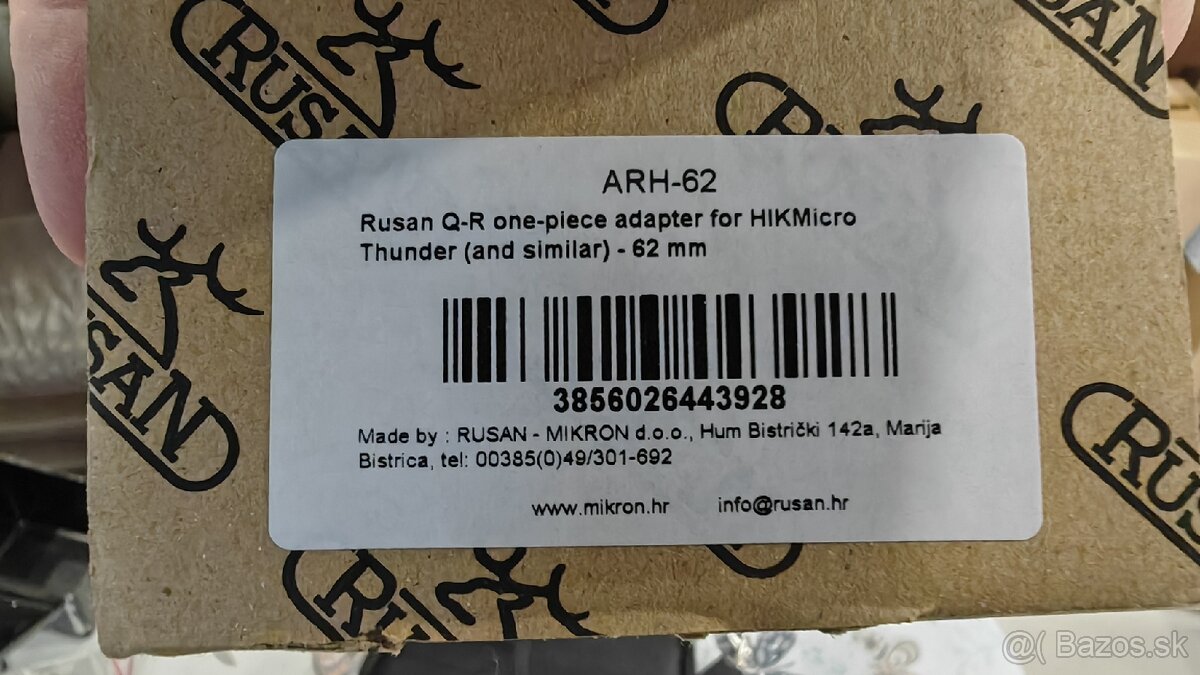 RUSAN
RUSAN
ARH-62
Rusan Q-R one-piece adapter for HIKMicro
Thunder (and similar) - 62 mm
3856026443928
Made by : RUSAN - MIKRON d.o.o., Hum Bistrički 142a, Marija
Bistrica, tel: 00385(0)49/301-692
www.mikron.hr info@rusan.hr
@( Bazos.sk